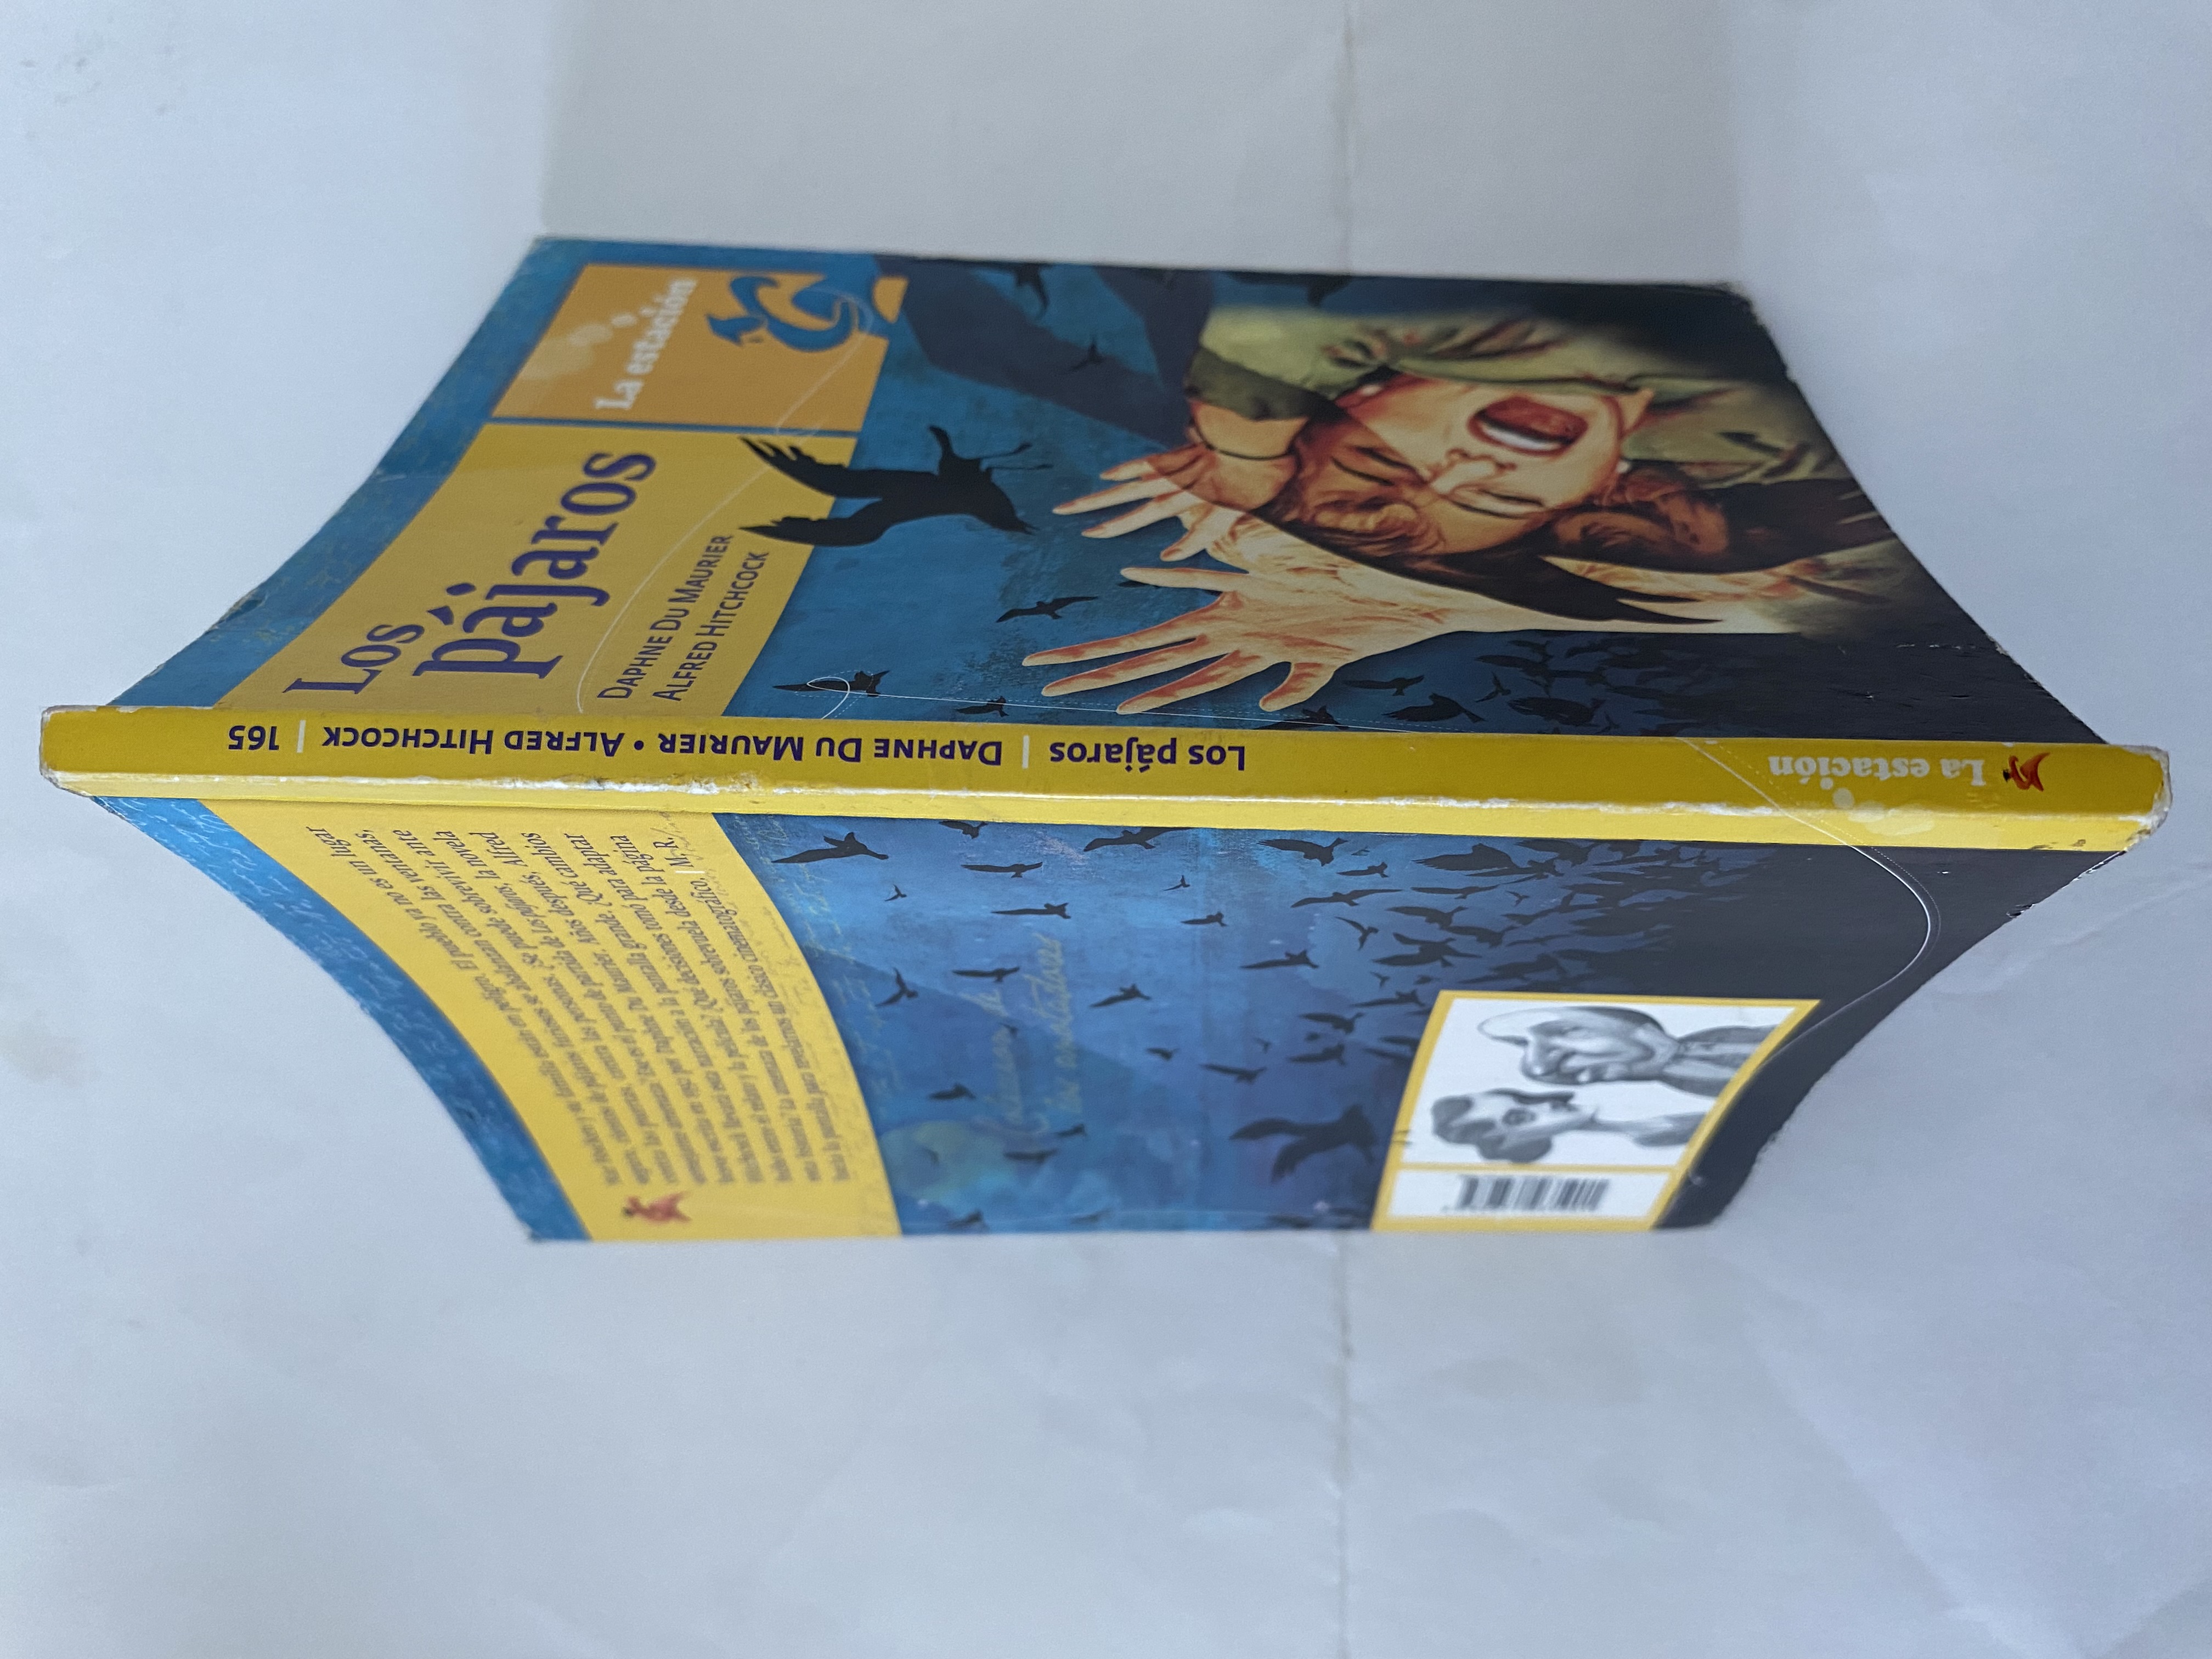 Nat Hocken y su familia están en peligro. El pueblo ya no es un lugar
seguro, cientos de pájaros furiosos se abalanzan contra las ventanas,
contra las puertas, contra las personas. ¿Se puede sobrevivir ante
semejante amenaza? Ese es el punto de partida de Los pájaros, la novela
breve escrita en 1952 por Daphne Du Maurier. Años después, Alfred
Hitchcock llevará esta narración a la pantalla grande. ¿Qué cambios
hubo entre el relato y la película? ¿Qué decisiones tomó para adaptar
esta historia? La amenaza de los pájaros sobrevuela desde la página
hasta la pantalla para revelarnos un clásico cinematográfico. | M. R.
Colección de
los anotadores
Los pájaros | DAPHNE DU MAURIER • ALFRED HITCHCOCK | 165
La estación
Los
pájaros
DAPHNE DU MAURIER
ALFRED HITCHCOCK
La estación